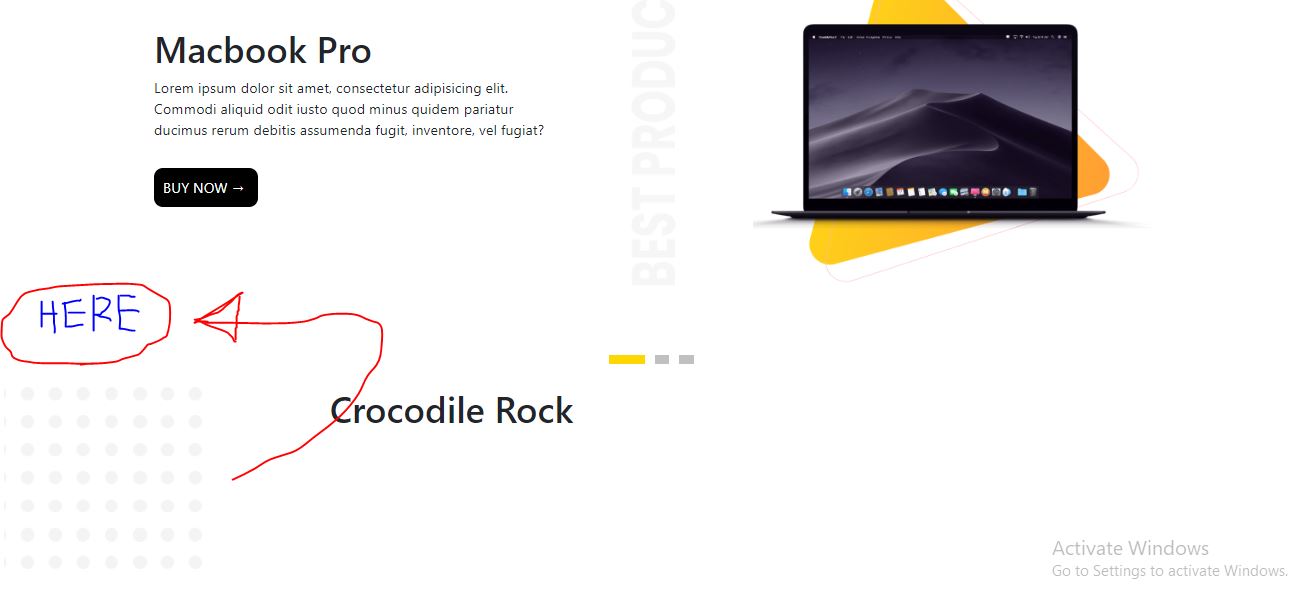 Macbook Pro
Lorem ipsum dolor sit amet, consectetur adipisicing elit.
Commodi aliquid odit iusto quod minus quidem pariatur
ducimus rerum debitis assumenda fugit, inventore, vel fugiat?
BUY NOW →
BEST PRODUC
HERE
Crocodile Rock
Activate Windows
Go to Settings to activate Windows.